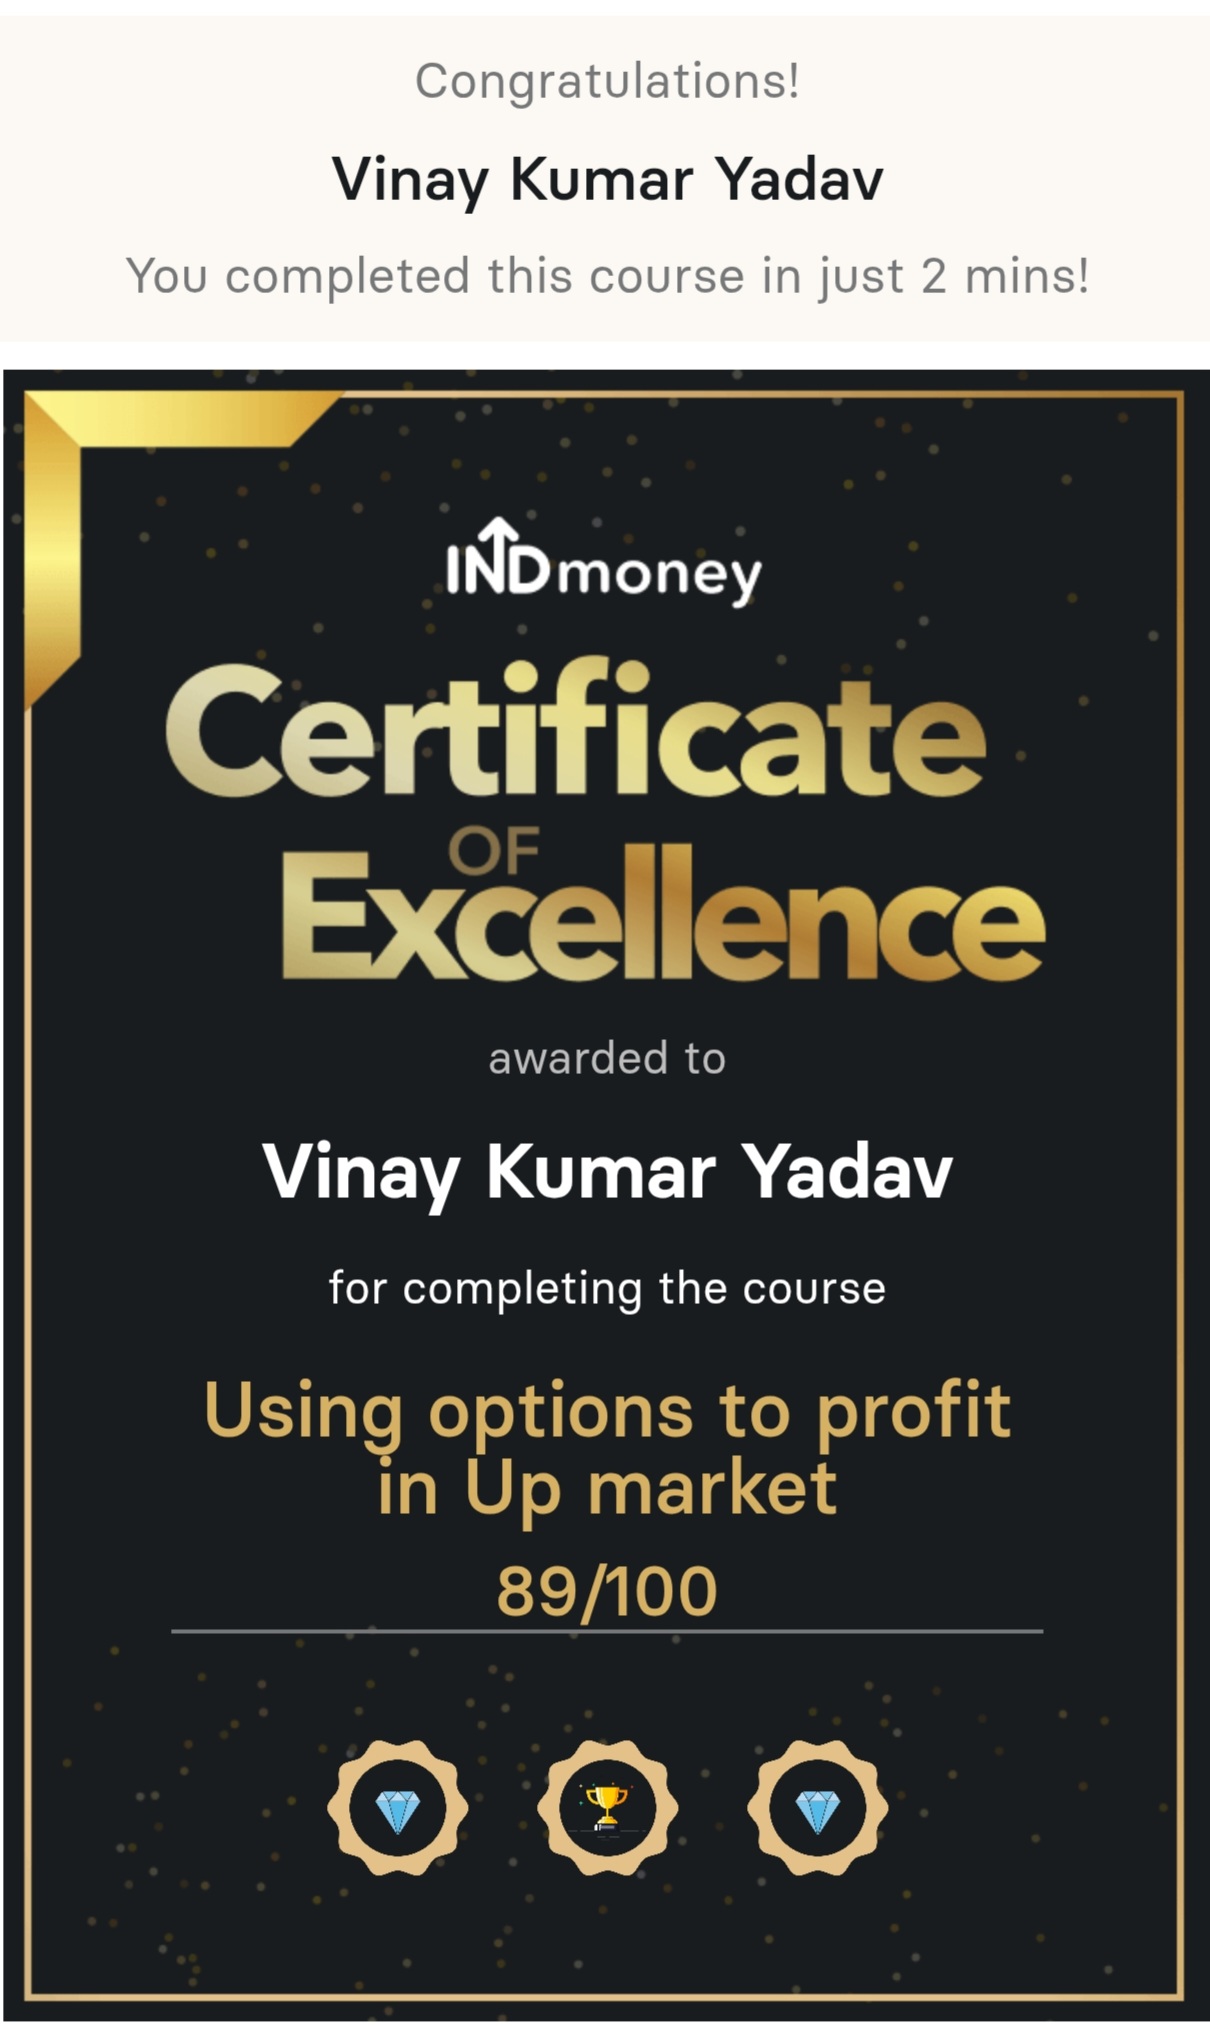 Congratulations!
Vinay Kumar Yadav
You completed this course in just 2 mins!
INDmoney
Certificate
OF
Excellence
awarded to
Vinay Kumar Yadav
for completing the course
Using options to profit
in Up market
89/100